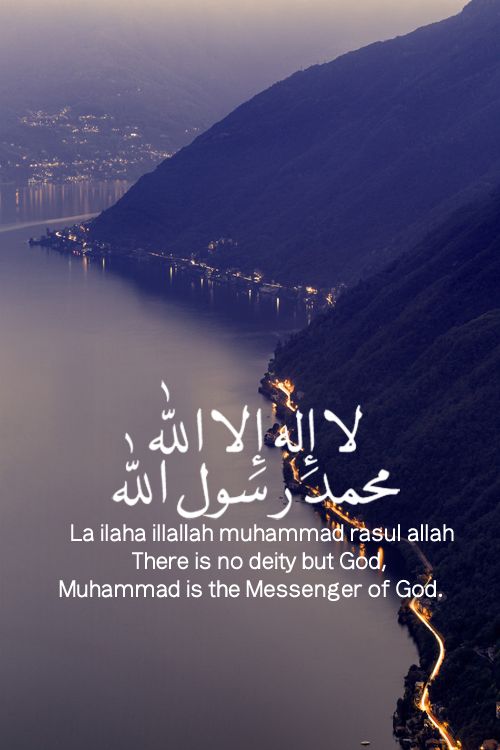 لا إله إلا الله
محمد رسول الله
La ilaha illallah muhammad rasul allah
There is no deity but God,
Muhammad is the Messenger of God.